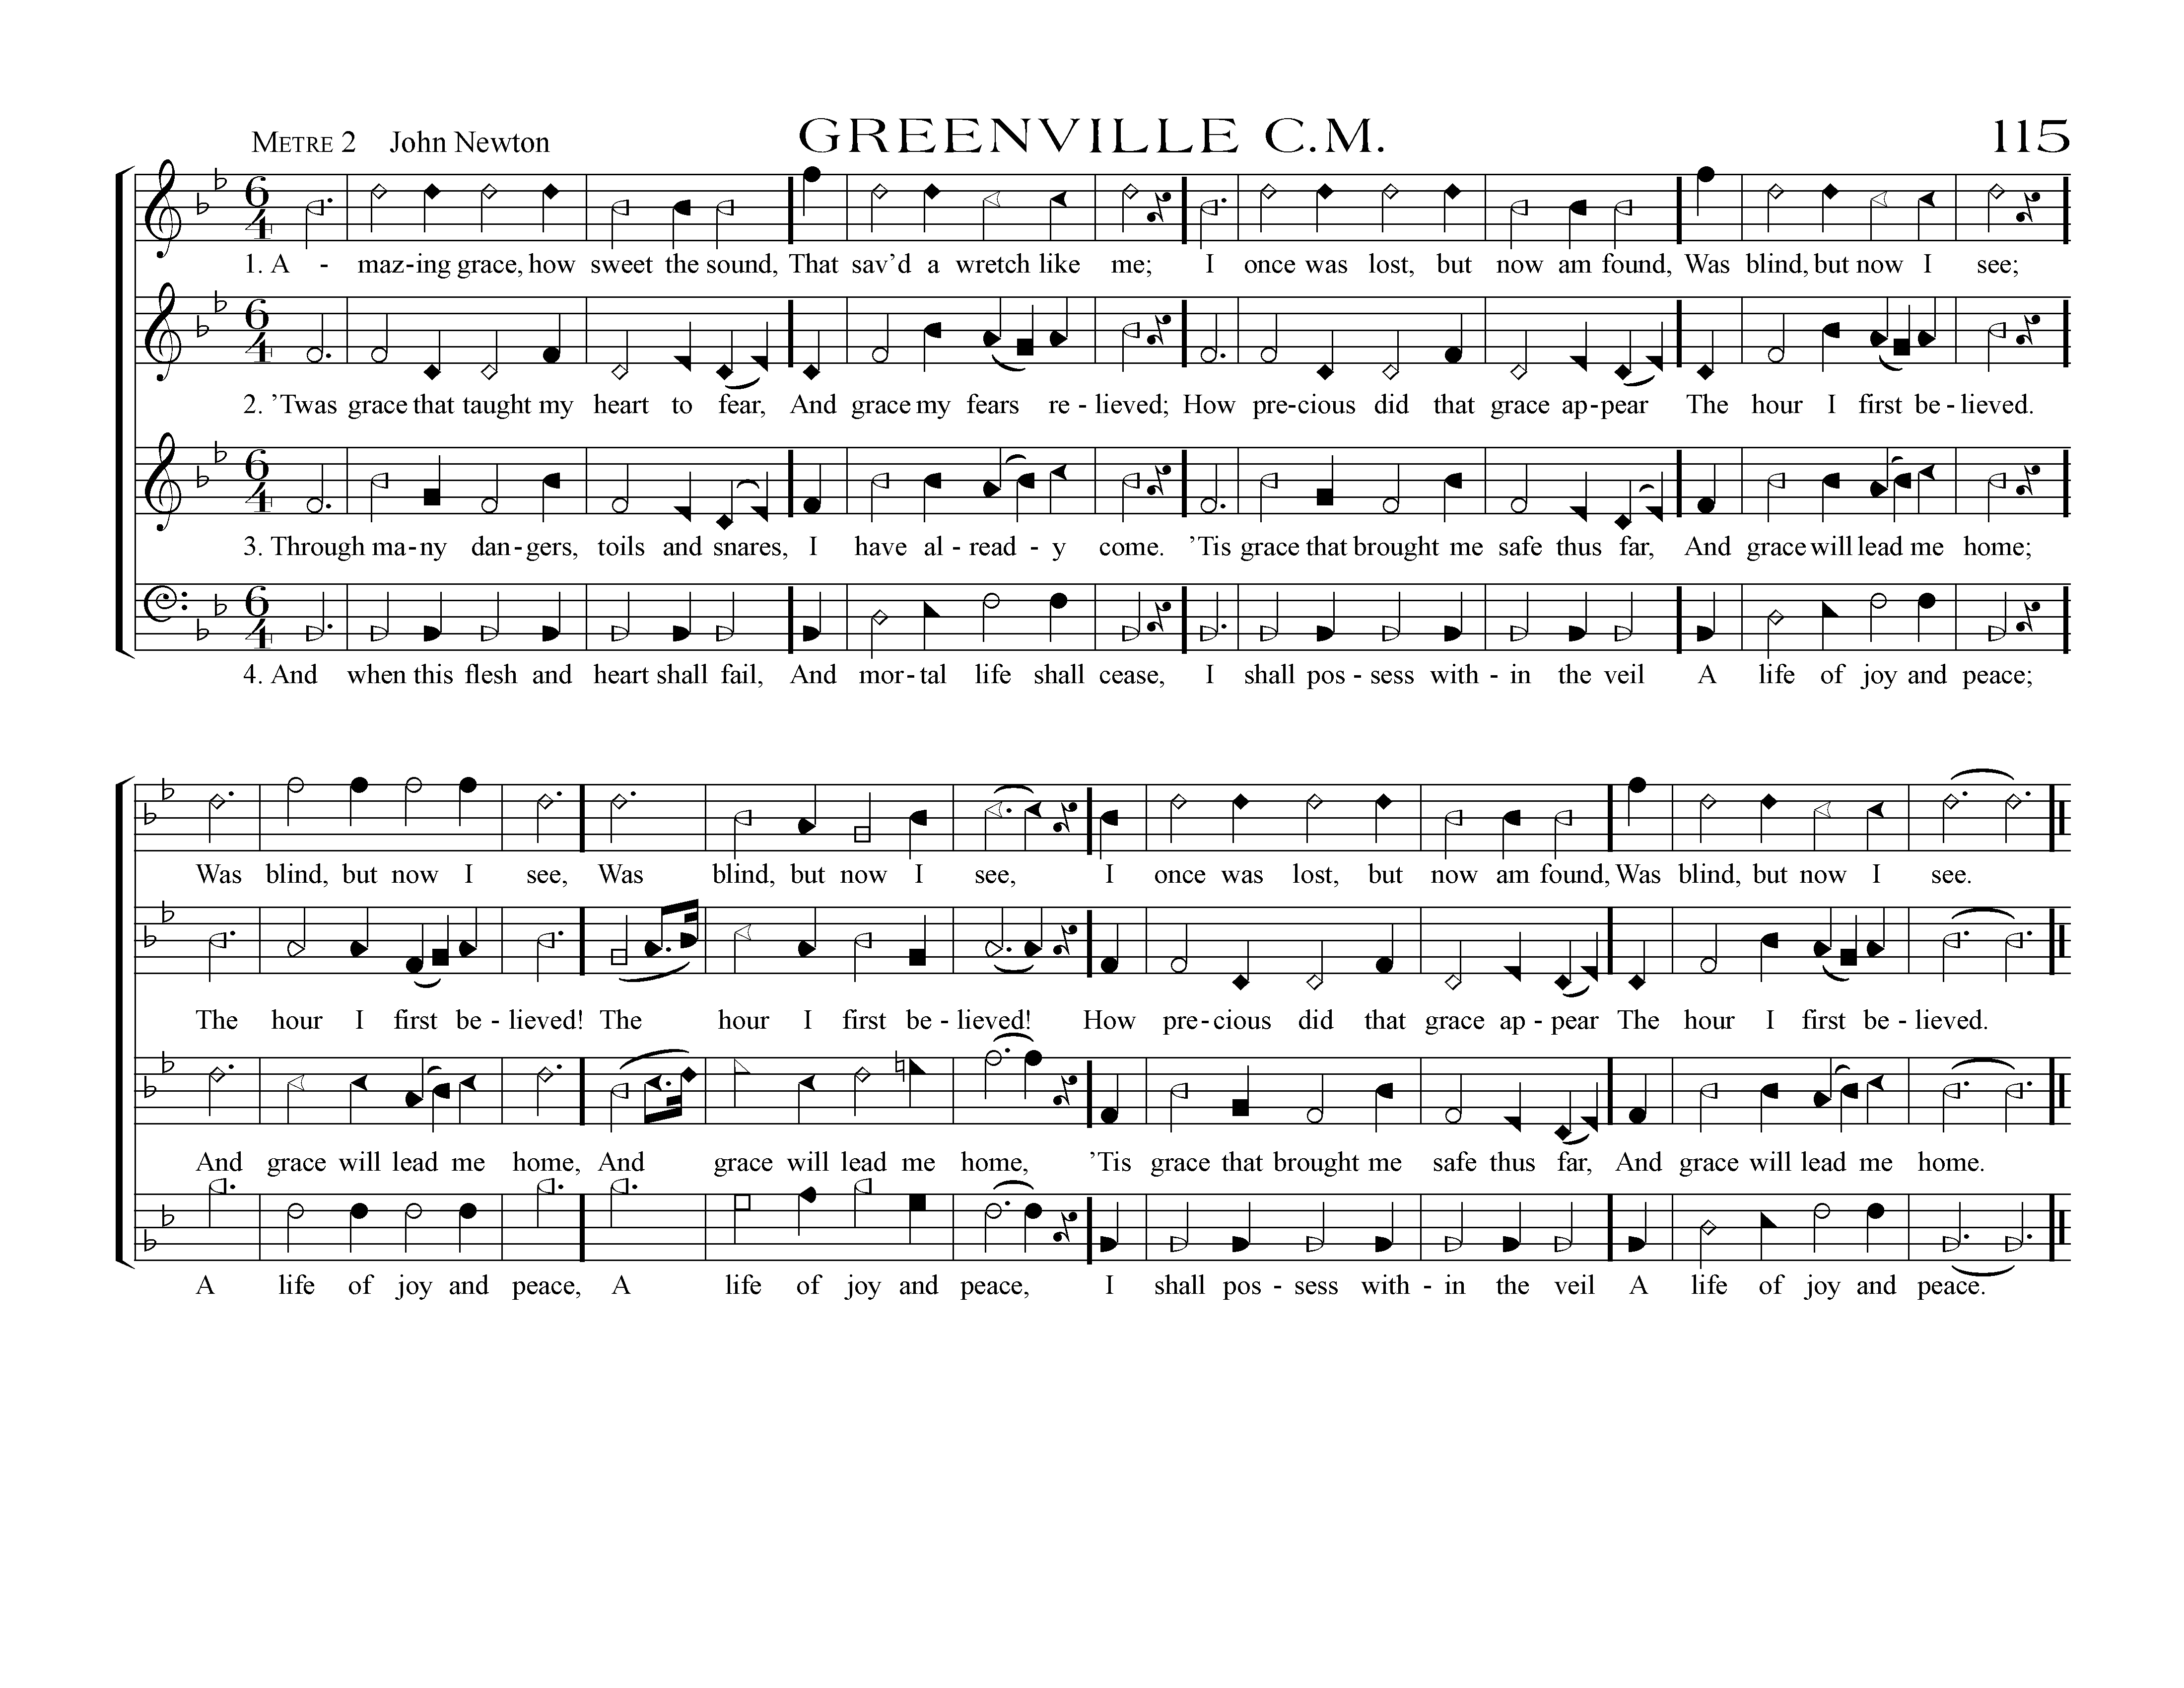 METRE 2 John Newton GREENVILLE C.M. 115
1. A - maz-ing grace, how sweet the sound, That sav’d a wretch like me; I once was lost, but now am found, Was blind, but now I see;
2. ’Twas grace that taught my heart to fear, And grace my fears re - lieved; How pre-cious did that grace ap-pear The hour I first be - lieved.
3. Through ma-ny dan-gers, toils and snares, I have al - read - y come. ’Tis grace that brought me safe thus far, And grace will lead me home;
4. And when this flesh and heart shall fail, And mor-tal life shall cease, I shall pos - sess with - in the veil A life of joy and peace;
Was blind, but now I see, Was blind, but now I see, I once was lost, but now am found, Was blind, but now I see.
The hour I first be - lieved! The hour I first be - lieved! How pre-cious did that grace ap - pear The hour I first be - lieved.
And grace will lead me home, And grace will lead me home, ’Tis grace that brought me safe thus far, And grace will lead me home.
A life of joy and peace, A life of joy and peace, I shall pos - sess with - in the veil A life of joy and peace.